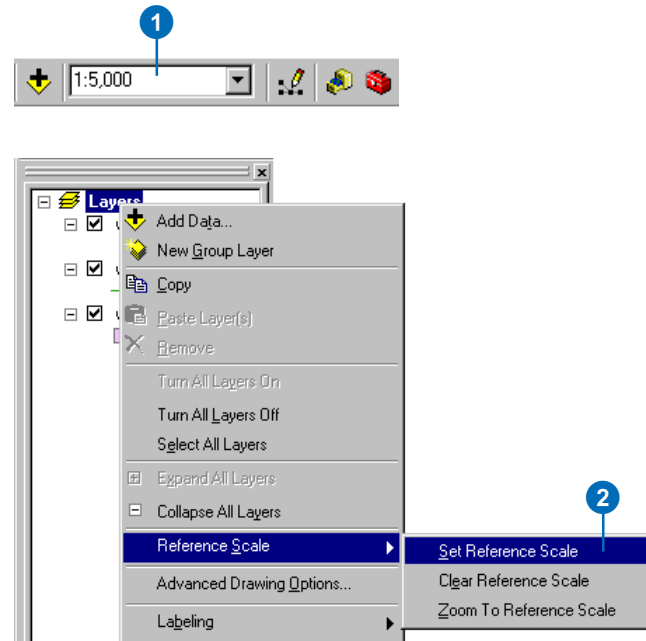 1
1:5,000
Layers
Add Data...
New Group Layer
Copy
Paste Layer(s)
Remove
Turn All Layers On
Turn All Layers Off
Select All Layers
Expand All Layers
Collapse All Layers
2
Reference Scale
Set Reference Scale
Clear Reference Scale
Advanced Drawing Options...
Zoom To Reference Scale
Labeling